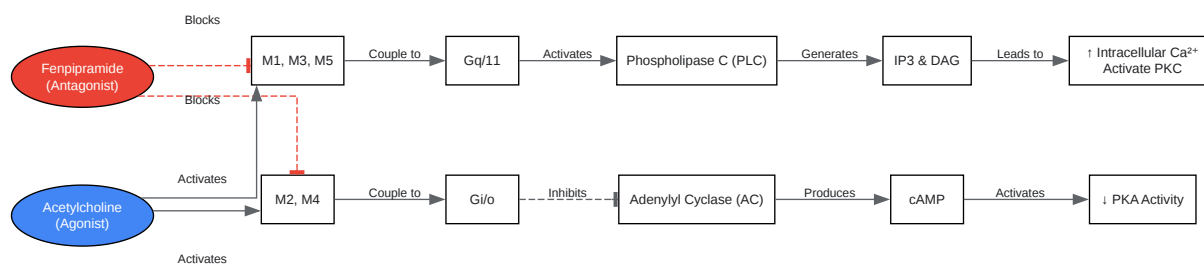 Blocks
Fenpipramide
(Antagonist)
M1, M3, M5
Couple to
Gq/11
Activates
Phospholipase C (PLC)
Generates
IP3 & DAG
Leads to
↑ Intracellular Ca²⁺
Activate PKC
Blocks
Activates
Acetylcholine
(Agonist)
M2, M4
Couple to
Gi/o
Inhibits
Adenylyl Cyclase (AC)
Produces
cAMP
Activates
↓ PKA Activity
Activates